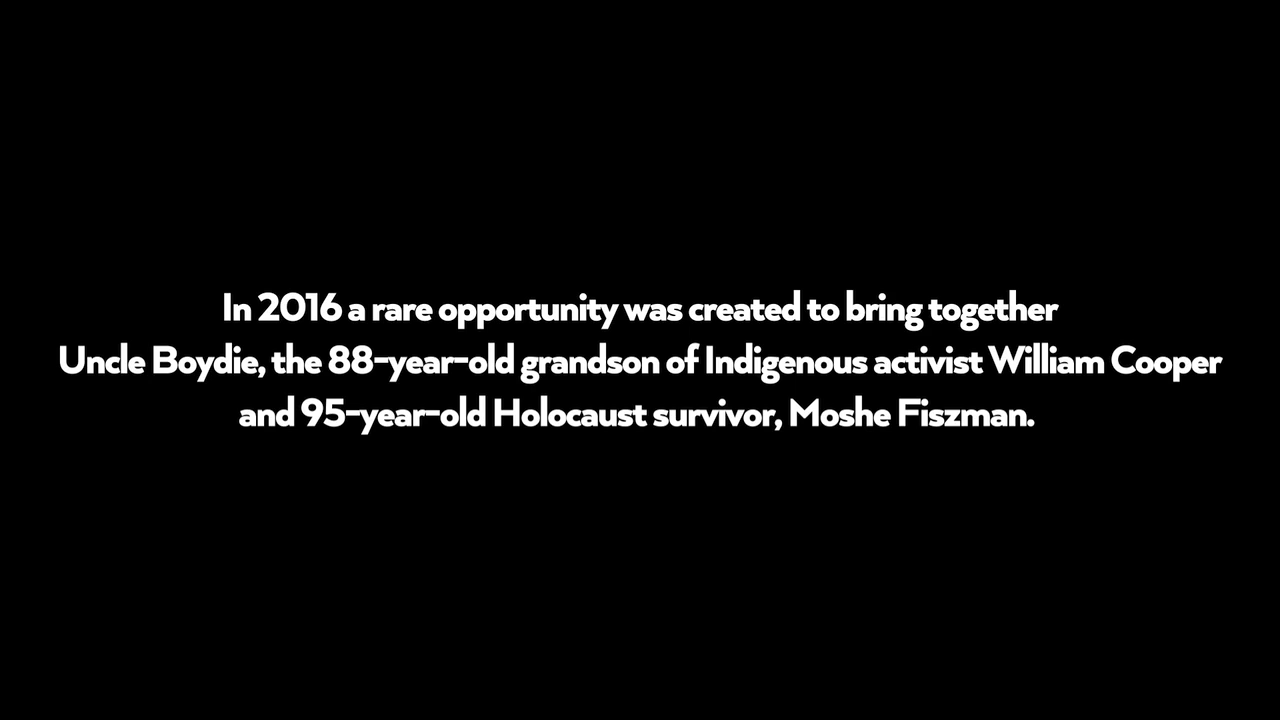 In 2016 a rare opportunity was created to bring together
Uncle Boydie, the 88-year-old grandson of Indigenous activist William Cooper
and 95-year-old Holocaust survivor, Moshe Fiszman.